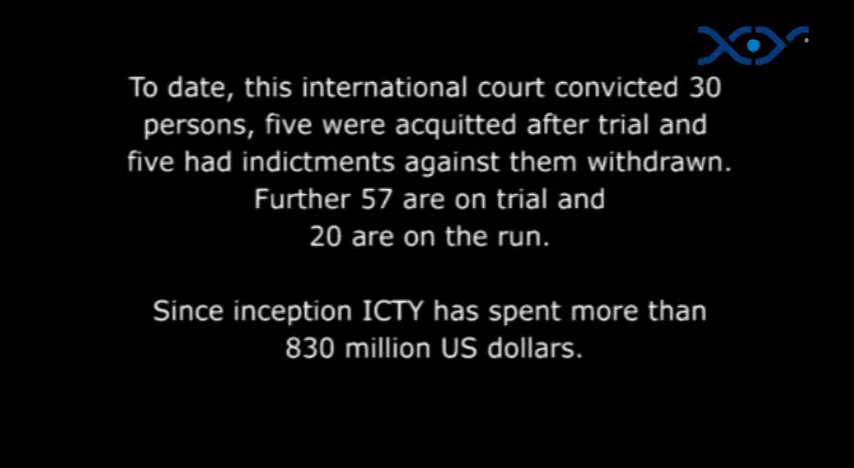 To date, this international court convicted 30
persons, five were acquitted after trial and
five had indictments against them withdrawn.
Further 57 are on trial and
20 are on the run.
Since inception ICTY has spent more than
830 million US dollars.